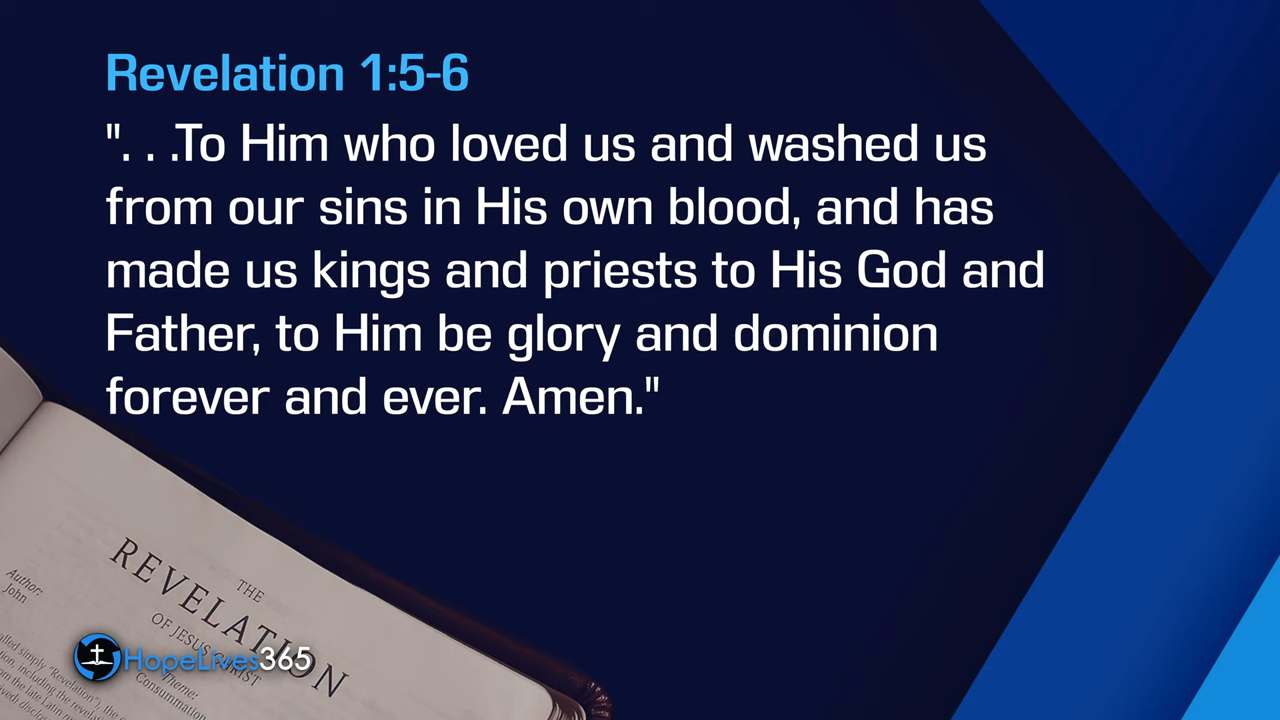 Revelation 1:5-6
". . .To Him who loved us and washed us
from our sins in His own blood, and has
made us kings and priests to His God and
Father, to Him be glory and dominion
forever and ever. Amen."
THE
REVELATION
OF JESUS CHRIST
Author:
John
Theme:
Consummation
HopeLives365